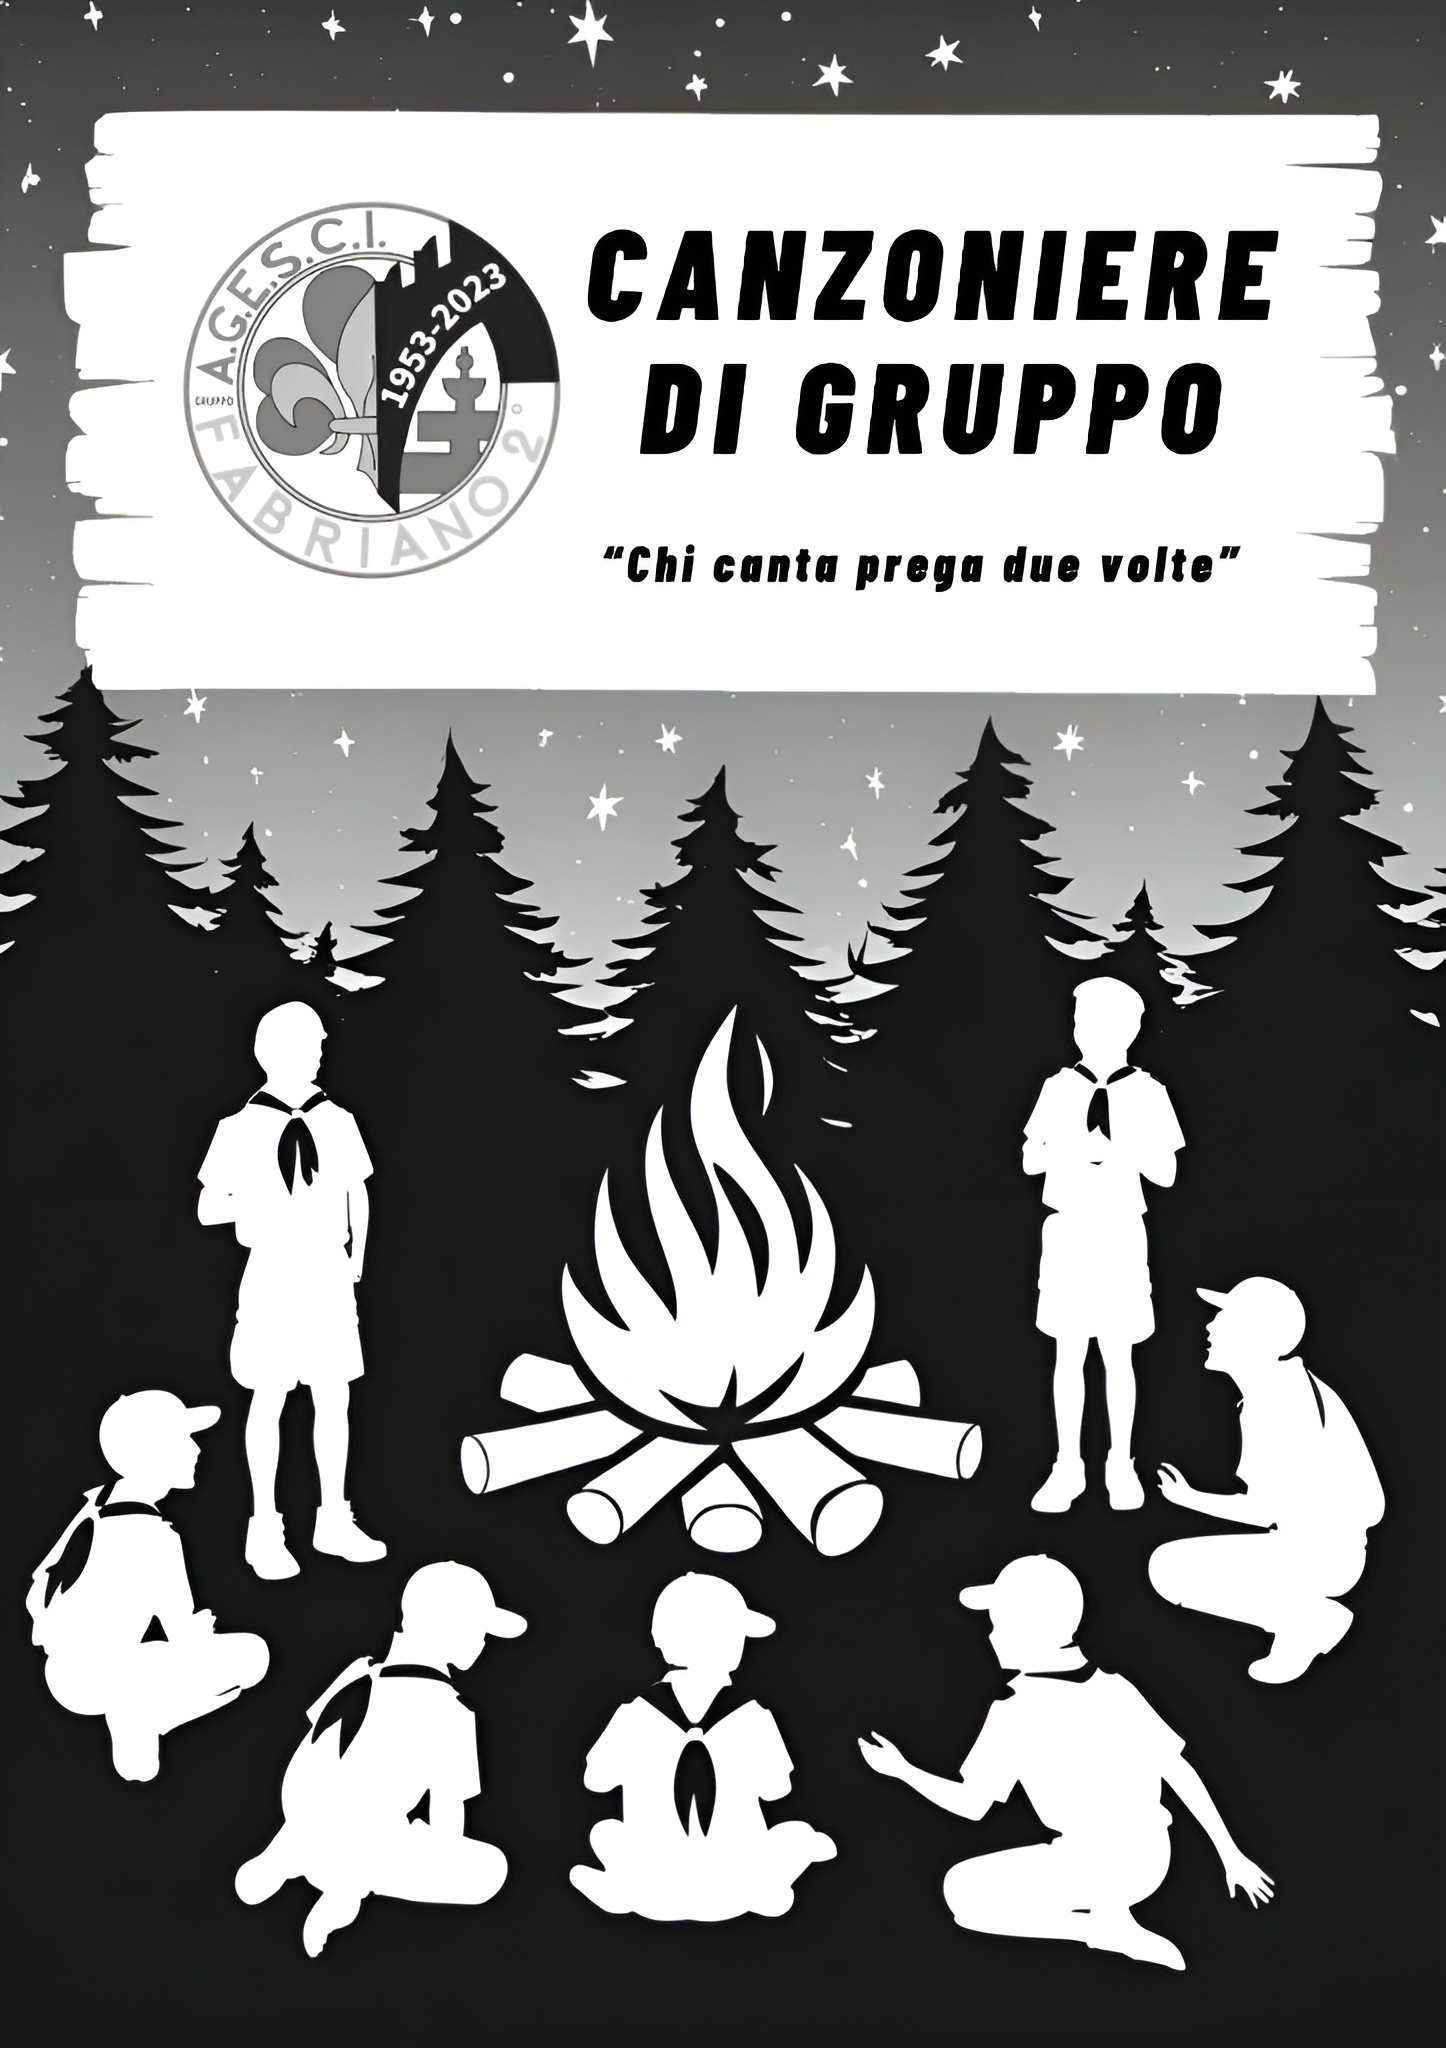 A.G.E.S.C.I.
1953-2023
GRUPPO
FABRIANO 2°
CANZONIERE
DI GRUPPO
“Chi canta prega due volte”